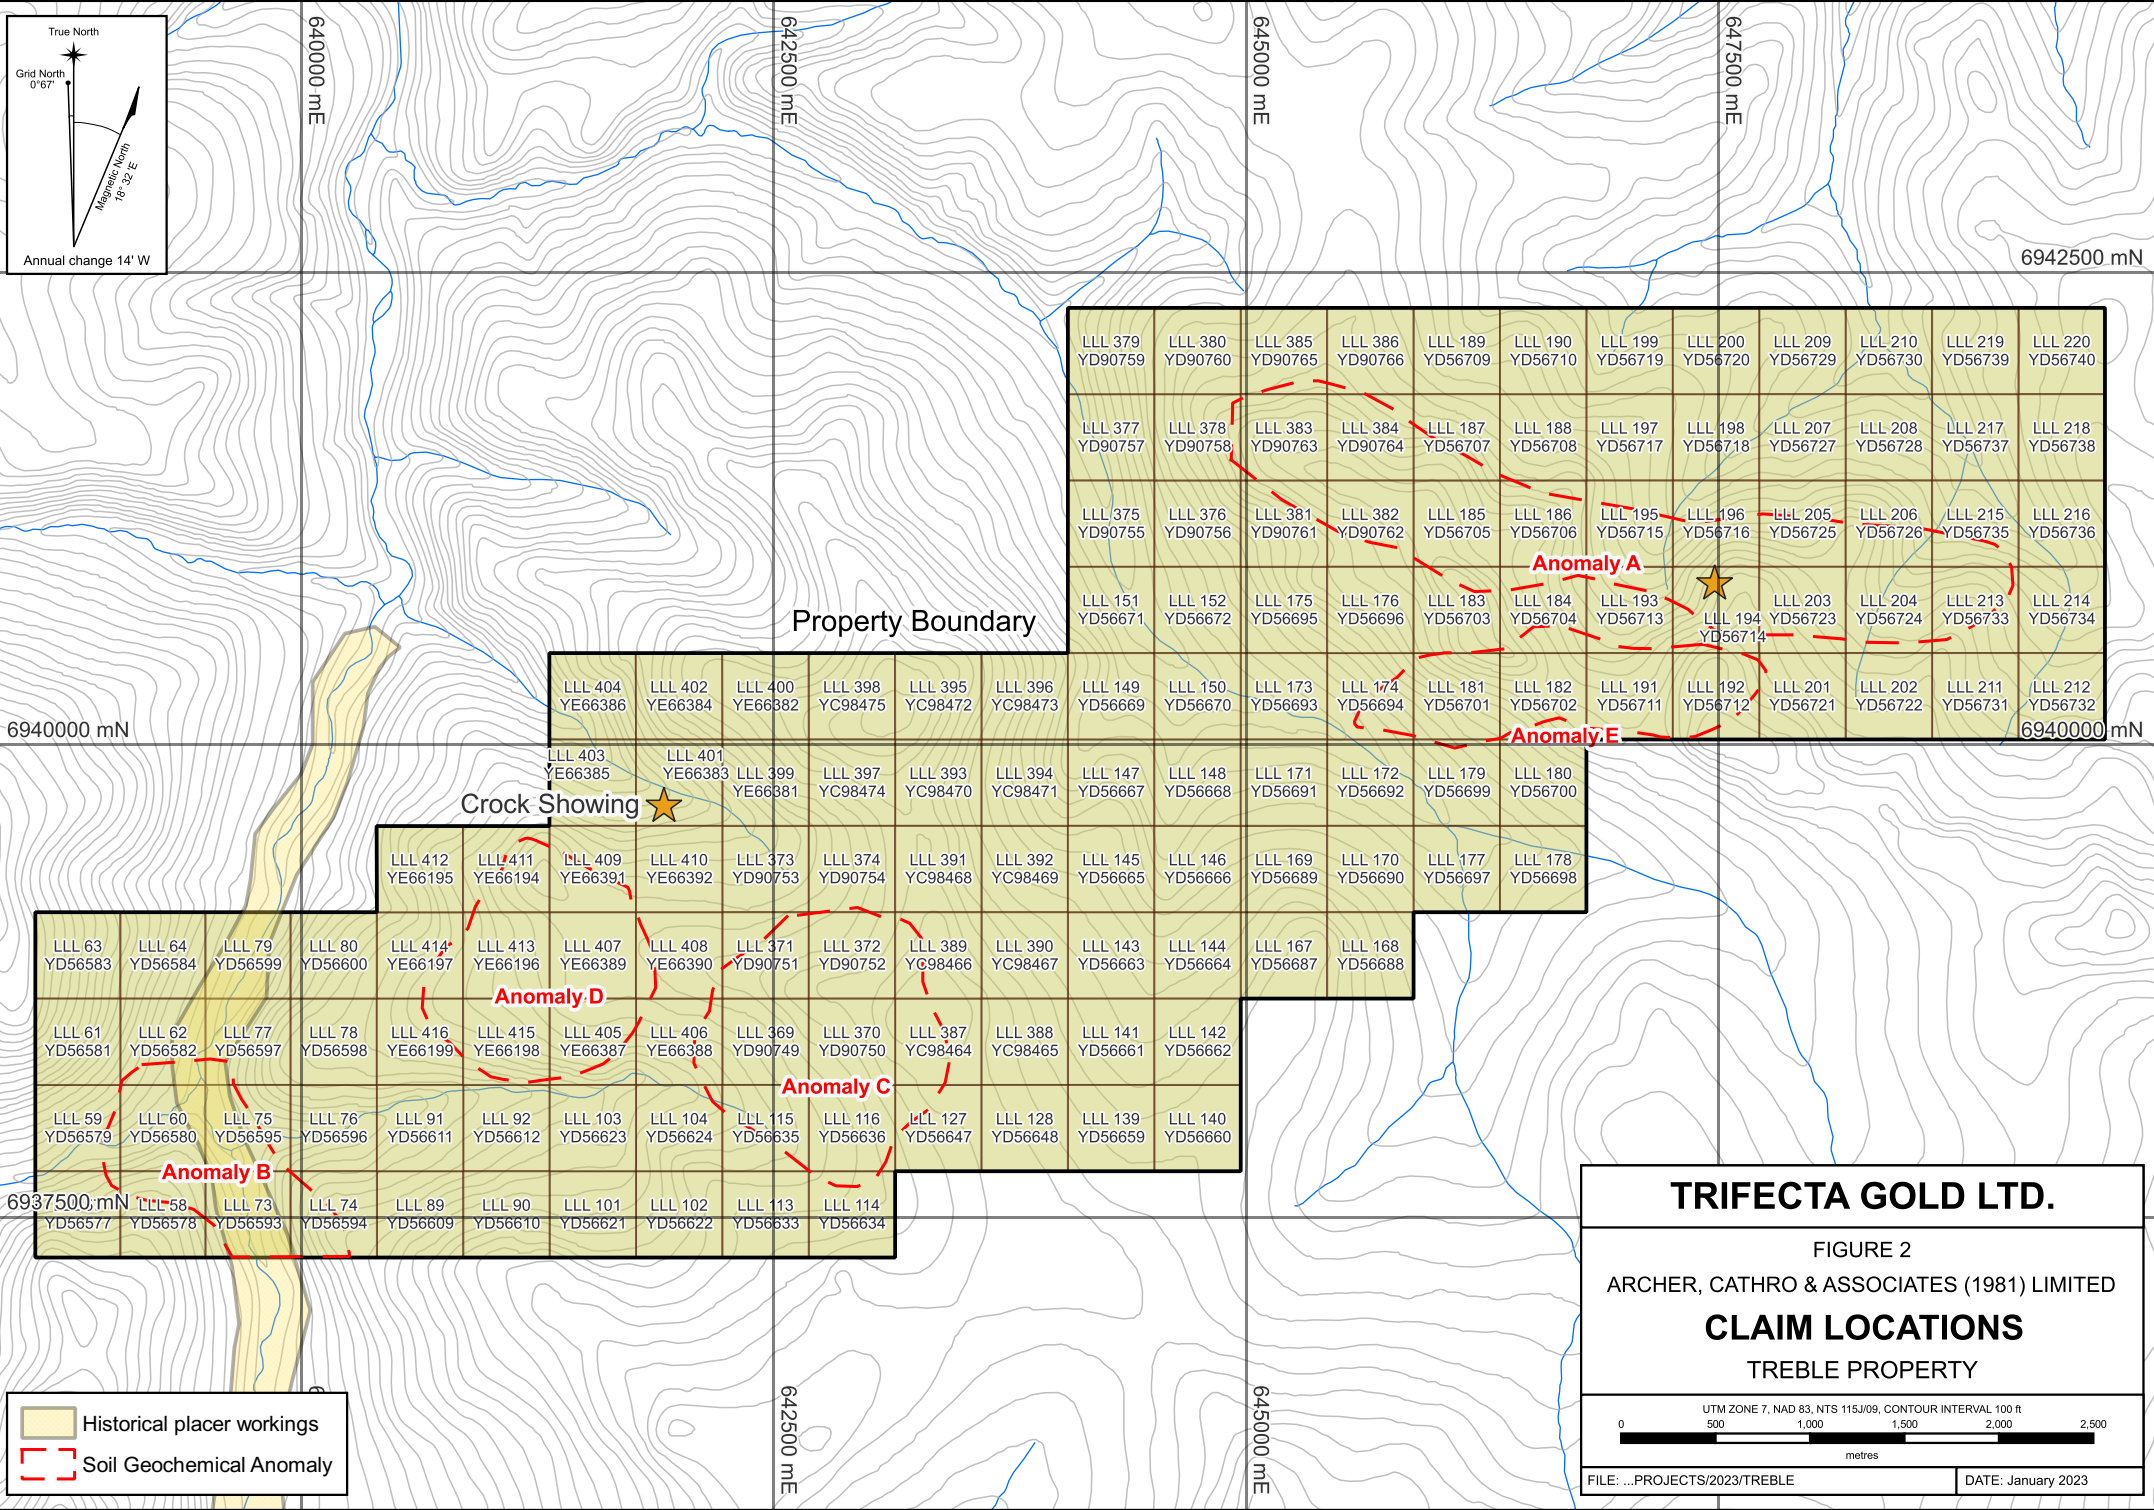 True North
Grid North
0°67'
Magnetic North
18° 32 'E
Annual change 14' W
640000 mE
642500 mE
645000 mE
647500 mE
6942500 mN
LLL 379 LLL 380 LLL 385 LLL 386 LLL 189 LLL 190 LLL 199 LLL 200 LLL 209 LLL 210 LLL 219 LLL 220
YD90759 YD90760 YD90765 YD90766 YD56709 YD56710 YD56719 YD56720 YD56729 YD56730 YD56739 YD56740
LLL 377 LLL 378 LLL 383 LLL 384 LLL 187 LLL 188 LLL 197 LLL 198 LLL 207 LLL 208 LLL 217 LLL 218
YD90757 YD90758 YD90763 YD90764 YD56707 YD56708 YD56717 YD56718 YD56727 YD56728 YD56737 YD56738
LLL 375 LLL 376 LLL 381 LLL 382 LLL 185 LLL 186 LLL 195 LLL 196 LLL 205 LLL 206 LLL 215 LLL 216
YD90755 YD90756 YD90761 YD90762 YD56705 YD56706 YD56715 YD56716 YD56725 YD56726 YD56735 YD56736
Anomaly A
LLL 151 LLL 152 LLL 175 LLL 176 LLL 183 LLL 184 LLL 193 LLL 194 LLL 203 LLL 204 LLL 213 LLL 214
YD56671 YD56672 YD56695 YD56696 YD56703 YD56704 YD56713 YD56714 YD56723 YD56724 YD56733 YD56734
Property Boundary
LLL 404 LLL 402 LLL 400 LLL 398 LLL 395 LLL 396 LLL 149 LLL 150 LLL 173 LLL 174 LLL 181 LLL 182 LLL 191 LLL 192 LLL 201 LLL 202 LLL 211 LLL 212
YE66386 YE66384 YE66382 YC98475 YC98472 YC98473 YD56669 YD56670 YD56693 YD56694 YD56701 YD56702 YD56711 YD56712 YD56721 YD56722 YD56731 YD56732
6940000 mN
Anomaly E
6940000 mN
LLL 403 LLL 401 LLL 399 LLL 397 LLL 393 LLL 394 LLL 147 LLL 148 LLL 171 LLL 172 LLL 179 LLL 180
YE66385 YE66383 YE66381 YC98474 YC98470 YC98471 YD56667 YD56668 YD56691 YD56692 YD56699 YD56700
Crock Showing
LLL 412 LLL 411 LLL 409 LLL 410 LLL 373 LLL 374 LLL 391 LLL 392 LLL 145 LLL 146 LLL 169 LLL 170 LLL 177 LLL 178
YE66195 YE66194 YE66391 YE66392 YD90753 YD90754 YC98468 YC98469 YD56665 YD56666 YD56689 YD56690 YD56697 YD56698
LLL 63 LLL 64 LLL 79 LLL 80 LLL 414 LLL 413 LLL 407 LLL 408 LLL 371 LLL 372 LLL 389 LLL 390 LLL 143 LLL 144 LLL 167 LLL 168
YD56583 YD56584 YD56599 YD56600 YE66197 YE66196 YE66389 YE66390 YD90751 YD90752 YC98466 YC98467 YD56663 YD56664 YD56687 YD56688
Anomaly D
LLL 61 LLL 62 LLL 77 LLL 78 LLL 416 LLL 415 LLL 405 LLL 406 LLL 369 LLL 370 LLL 387 LLL 388 LLL 141 LLL 142
YD56581 YD56582 YD56597 YD56598 YE66199 YE66198 YE66387 YE66388 YD90749 YD90750 YC98464 YC98465 YD56661 YD56662
Anomaly C
LLL 59 LLL 60 LLL 75 LLL 76 LLL 91 LLL 92 LLL 103 LLL 104 LLL 115 LLL 116 LLL 127 LLL 128 LLL 139 LLL 140
YD56579 YD56580 YD56595 YD56596 YD56611 YD56612 YD56623 YD56624 YD56635 YD56636 YD56647 YD56648 YD56659 YD56660
Anomaly B
6937500 mN
LLL 58 LLL 73 LLL 74 LLL 89 LLL 90 LLL 101 LLL 102 LLL 113 LLL 114
YD56577 YD56578 YD56593 YD56594 YD56609 YD56610 YD56621 YD56622 YD56633 YD56634
642500 mE
645000 mE
Historical placer workings
Soil Geochemical Anomaly
TRIFECTA GOLD LTD.
FIGURE 2
ARCHER, CATHRO & ASSOCIATES (1981) LIMITED
CLAIM LOCATIONS
TREBLE PROPERTY
UTM ZONE 7, NAD 83, NTS 115J/09, CONTOUR INTERVAL 100 ft
0 500 1,000 1,500 2,000 2,500
metres
FILE: ...PROJECTS/2023/TREBLE
DATE: January 2023